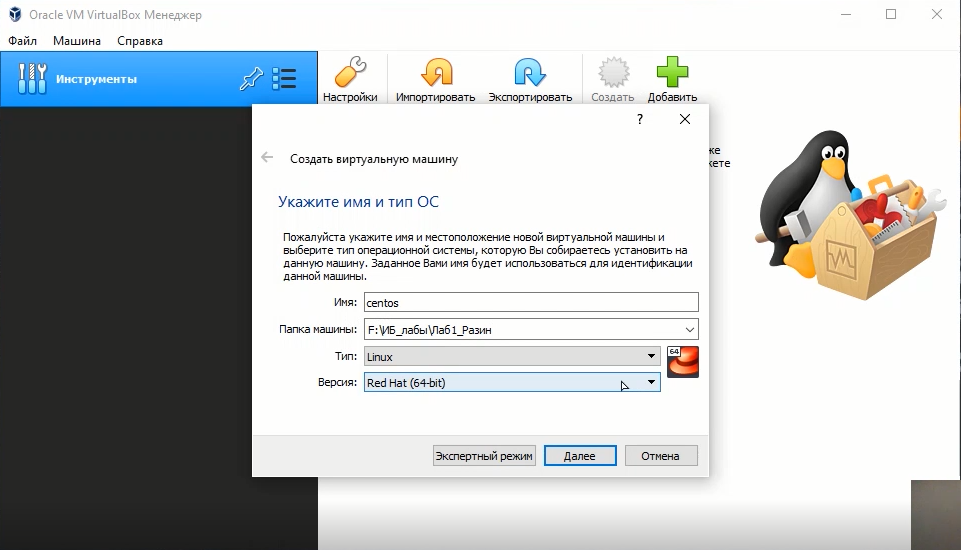 Oracle VM VirtualBox Менеджер
Файл Машина Справка
Инструменты
Настройки Импортировать Экспортировать Создать Добавить
?
Создать виртуальную машину
Укажите имя и тип ОС
Пожалуйста укажите имя и местоположение новой виртуальной машины и
выберите тип операционной системы, которую Вы собираетесь установить на
данную машину. Заданное Вами имя будет использоваться для идентификации
данной машины.
Имя: centos
Папка машины: F:\ИБ_лабы\Лаб1_Разин
Тип: Linux
64
Версия: Red Hat (64-bit)
Экспертный режим Далее Отмена